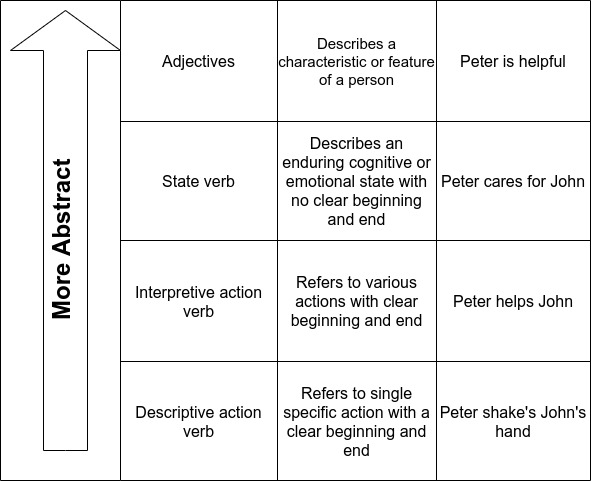 More Abstract
Adjectives
Describes a
characteristic or feature
of a person
Peter is helpful
State verb
Describes an
enduring cognitive or
emotional state with
no clear beginning
and end
Peter cares for John
Interpretive action
verb
Refers to various
actions with clear
beginning and end
Peter helps John
Descriptive action
verb
Refers to single
specific action with a
clear beginning and
end
Peter shake's John's
hand